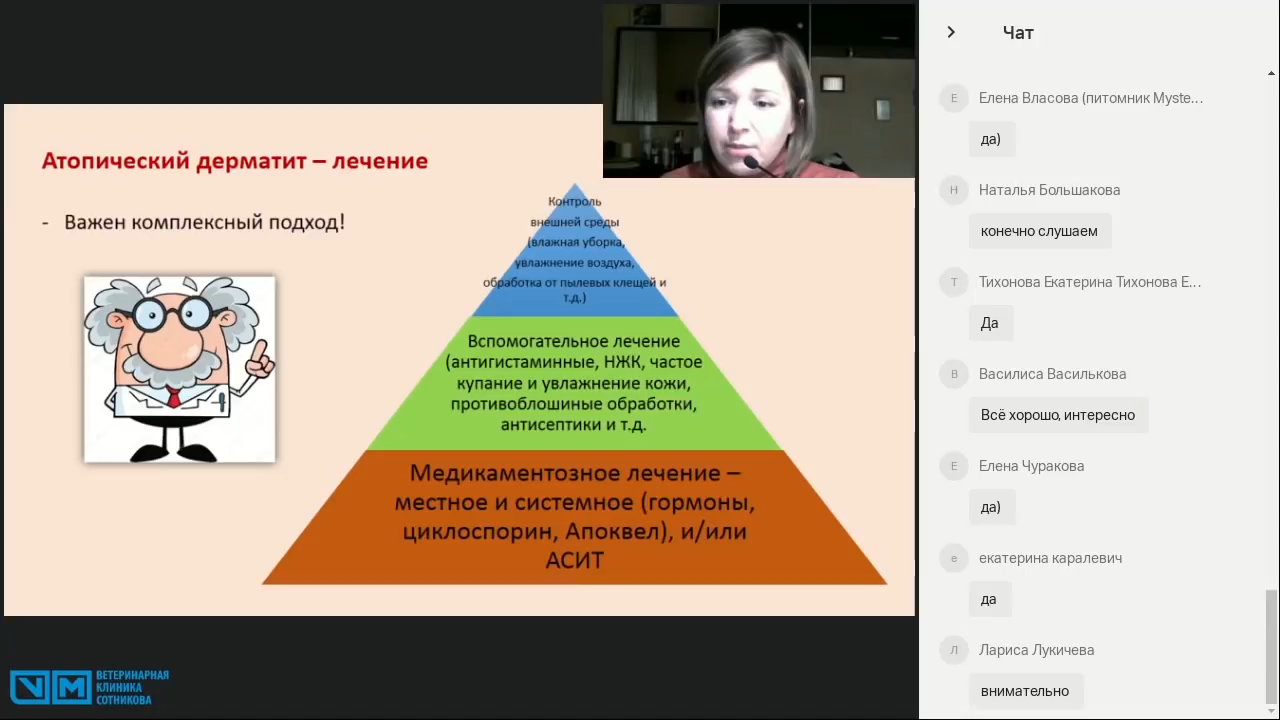 Атопический дерматит – лечение
- Важен комплексный подход!
Контроль
внешней среды
(влажная уборка,
увлажнение воздуха,
обработка от пылевых клещей и
т.д.)
Вспомогательное лечение
(антигистаминные, НЖК, частое
купание и увлажнение кожи,
противоблошиные обработки,
антисептики и т.д.
Медикаментозное лечение –
местное и системное (гормоны,
циклоспорин, Апоквел), и/или
АСИТ
VM
ВЕТЕРИНАРНАЯ
КЛИНИКА
СОТНИКОВА
Чат
Е
Елена Власова (питомник Myste...
да)
Н
Наталья Большакова
конечно слушаем
Т
Тихонова Екатерина Тихонова Е...
Да
В
Василиса Василькова
Всё хорошо, интересно
Е
Елена Чуракова
да)
е
екатерина каралевич
да
Л
Лариса Лукичева
внимательно